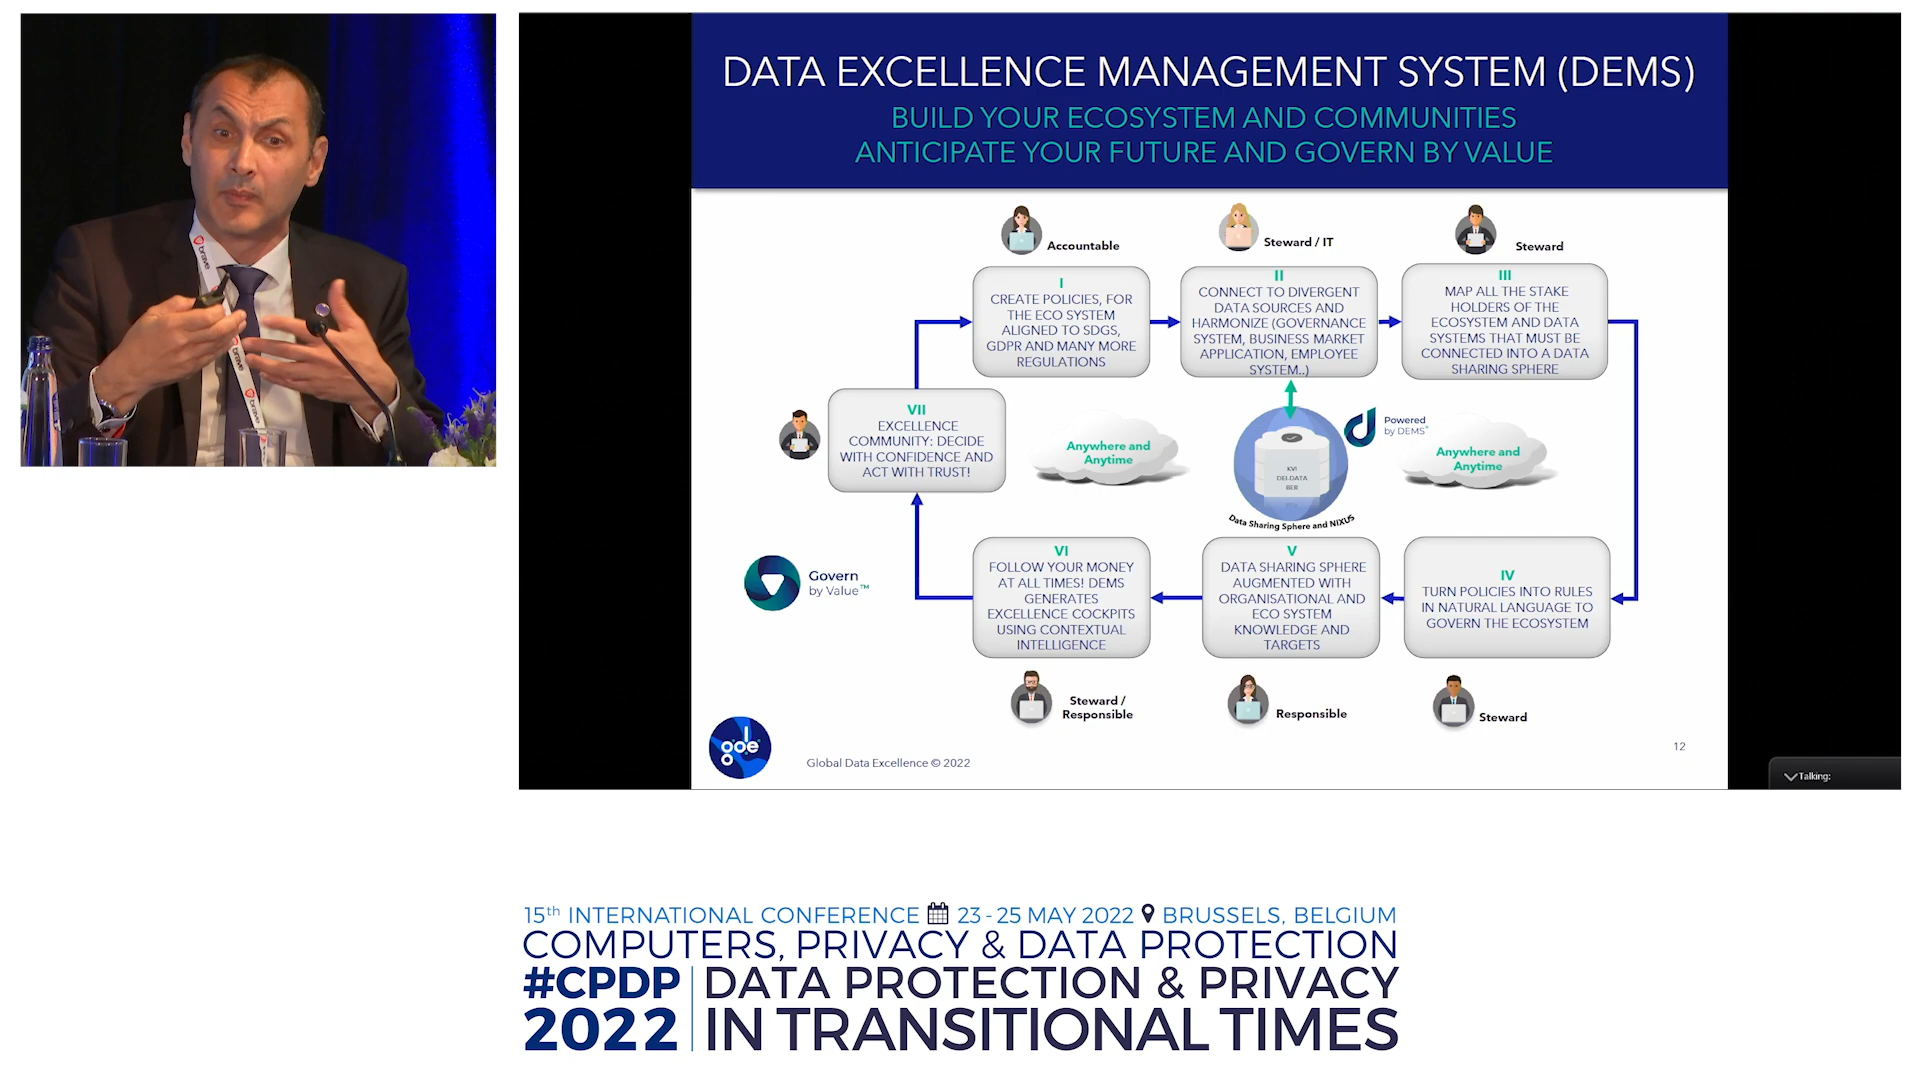 DATA EXCELLENCE MANAGEMENT SYSTEM (DEMS)
BUILD YOUR ECOSYSTEM AND COMMUNITIES
ANTICIPATE YOUR FUTURE AND GOVERN BY VALUE
Accountable
Steward / IT
Steward
I
CREATE POLICIES, FOR
THE ECO SYSTEM
ALIGNED TO SDGS,
GDPR AND MANY MORE
REGULATIONS
II
CONNECT TO DIVERGENT
DATA SOURCES AND
HARMONIZE (GOVERNANCE
SYSTEM, BUSINESS MARKET
APPLICATION, EMPLOYEE
SYSTEM..)
III
MAP ALL THE STAKE
HOLDERS OF THE
ECOSYSTEM AND DATA
SYSTEMS THAT MUST BE
CONNECTED INTO A DATA
SHARING SPHERE
VII
EXCELLENCE
COMMUNITY: DECIDE
WITH CONFIDENCE AND
ACT WITH TRUST!
Anywhere and
Anytime
KVI
DEI-DATA
BER
Data Sharing Sphere and NIXUS
Powered
by DEMS
Anywhere and
Anytime
Govern
by Value™
VI
FOLLOW YOUR MONEY
AT ALL TIMES! DEMS
GENERATES
EXCELLENCE COCKPITS
USING CONTEXTUAL
INTELLIGENCE
V
DATA SHARING SPHERE
AUGMENTED WITH
ORGANISATIONAL AND
ECO SYSTEM
KNOWLEDGE AND
TARGETS
IV
TURN POLICIES INTO RULES
IN NATURAL LANGUAGE TO
GOVERN THE ECOSYSTEM
Steward /
Responsible
Responsible
Steward
Global Data Excellence © 2022
12
Talking:
brave
brave
brave
15th INTERNATIONAL CONFERENCE 23 - 25 MAY 2022 BRUSSELS, BELGIUM
COMPUTERS, PRIVACY & DATA PROTECTION
#CPDP DATA PROTECTION & PRIVACY
2022 IN TRANSITIONAL TIMES